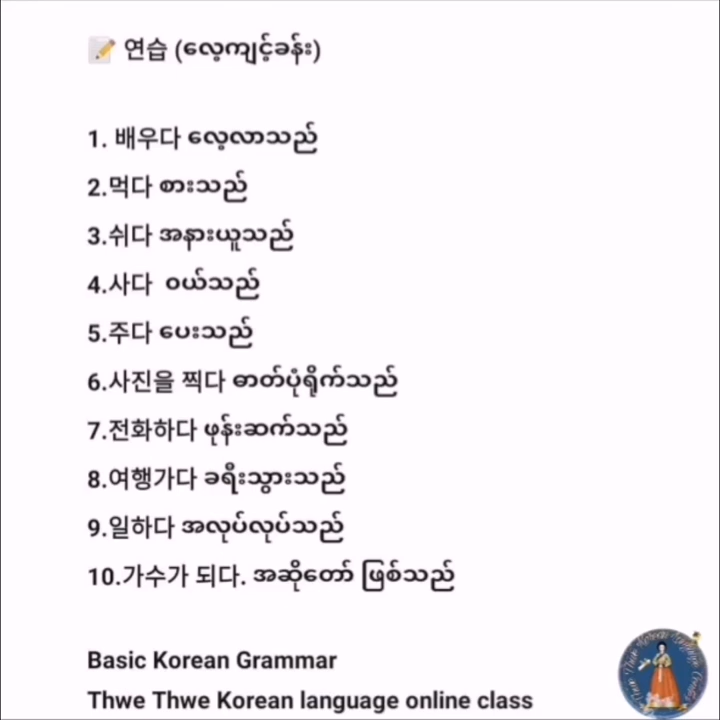 📝 연습 (လေ့ကျင့်ခန်း)
1. 배우다 လေ့လာသည်
2.먹다 စားသည်
3.쉬다 အနားယူသည်
4.사다 ဝယ်သည်
5.주다 ပေးသည်
6.사진을 찍다 ဓာတ်ပုံရိုက်သည်
7.전화하다 ဖုန်းဆက်သည်
8.여행가다 ခရီးသွားသည်
9.일하다 အလုပ်လုပ်သည်
10.가수가 되다. အဆိုတော် ဖြစ်သည်
Basic Korean Grammar
Thwe Thwe Korean language online class